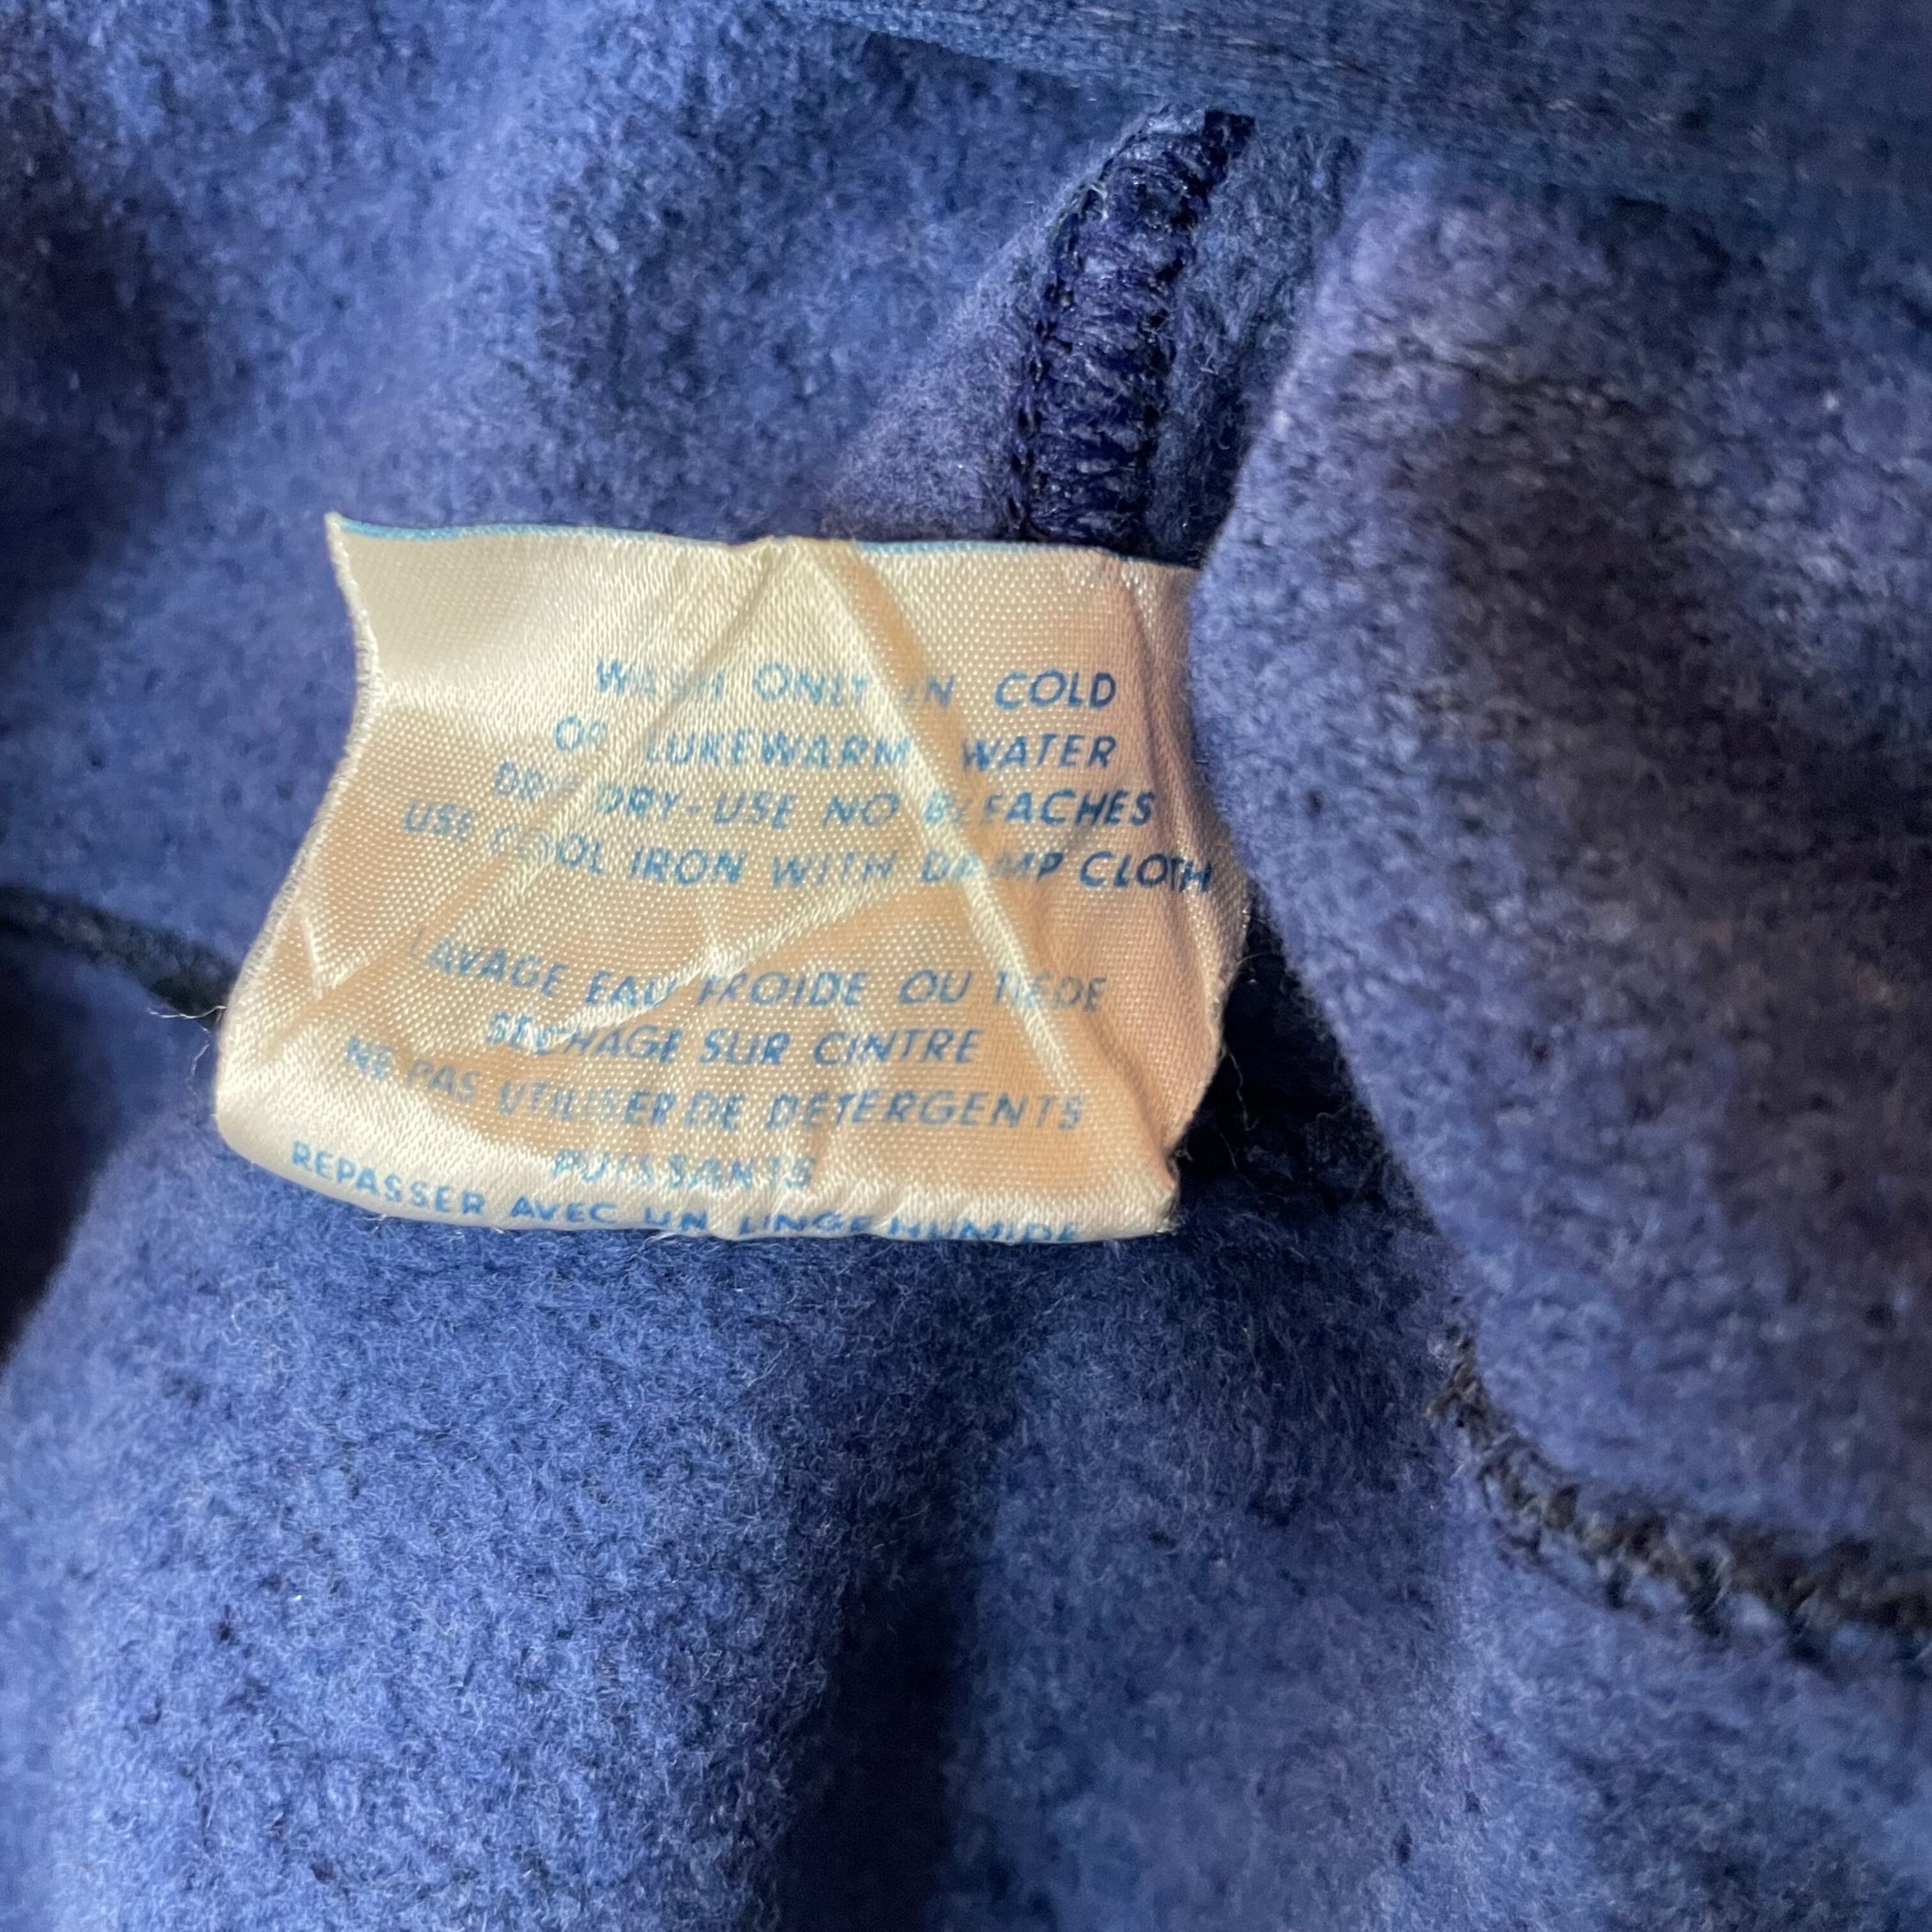 WASH ONLY IN COLD
OR LUKEWARM WATER
DRIP DRY-USE NO BLEACHES
USE COOL IRON WITH DAMP CLOTH
LAVAGE EAU FROIDE OU TIEDE
SECHAGE SUR CINTRE
NE PAS UTILISER DE DETERGENTS
PUISSANTS
REPASSER AVEC UN LINGE HUMIDE